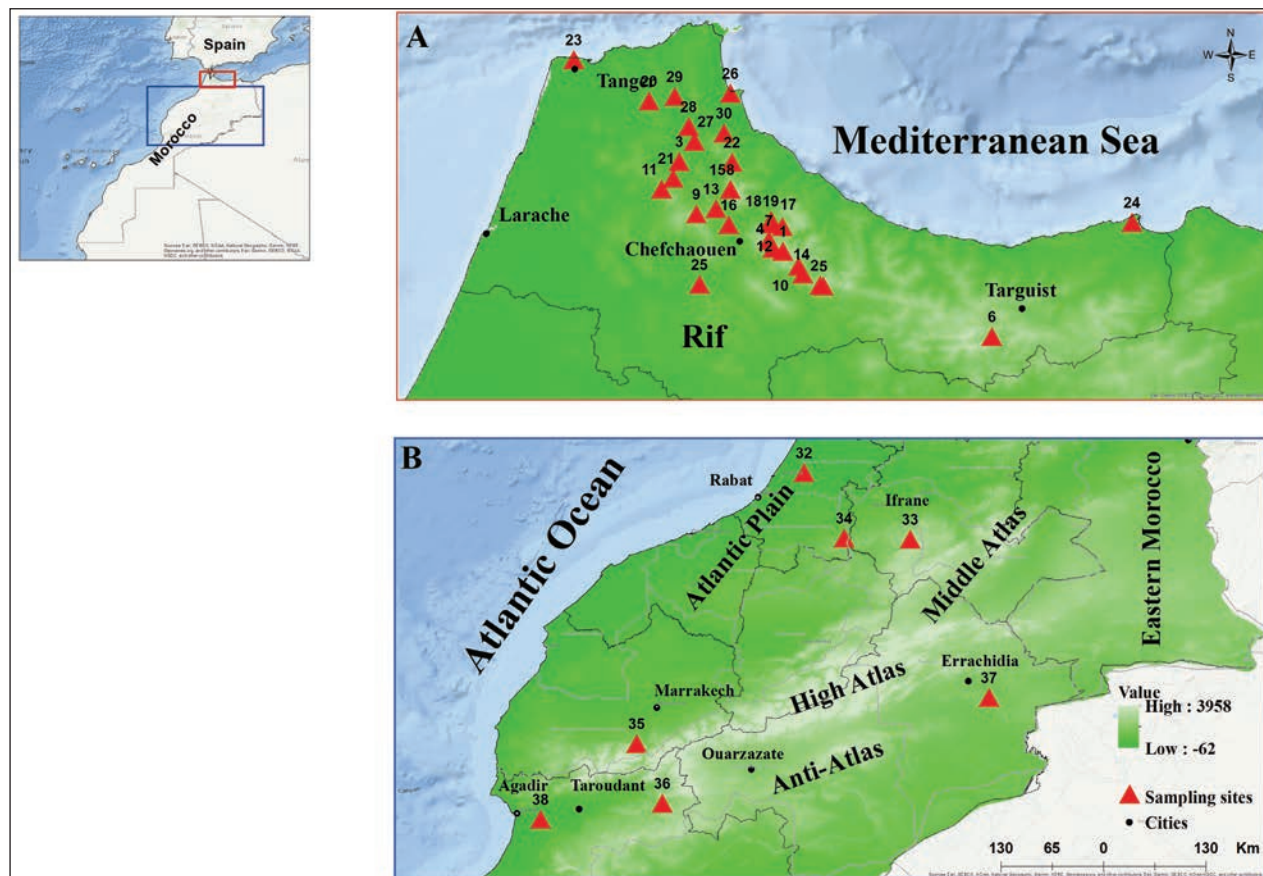 Spain
Morocco
A
N
W E
S
23
Tanger
20
29
26
28
27
30
3
22
21
11
158
13
9
16
18
19
17
7
4
1
12
14
10
25
25
Chefchaouen
Larache
Rif
Mediterranean Sea
24
Targuist
6
B
Atlantic Ocean
Rabat
32
Atlantic Plain
34
Ifrane
33
Middle Atlas
Eastern Morocco
Marrakech
High Atlas
Errachidia
37
35
Ouarzazate
Anti-Atlas
Agadir
38
Taroudant
36
Value
High : 3958
Low : -62
Sampling sites
Cities
130 65 0 130 Km